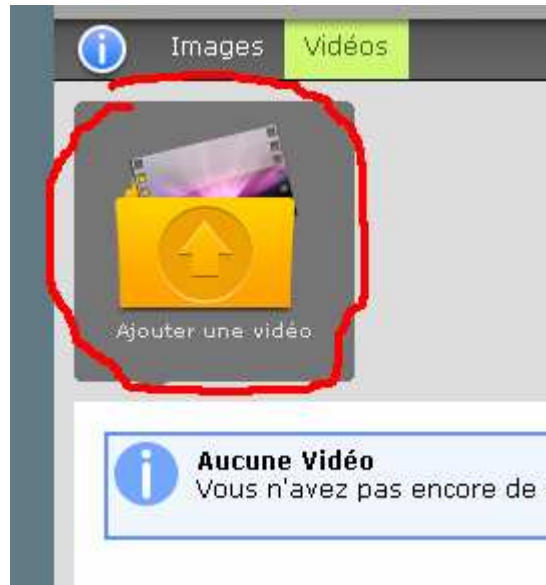 Images Vidéos
Ajouter une vidéo
Aucune Vidéo
Vous n'avez pas encore de